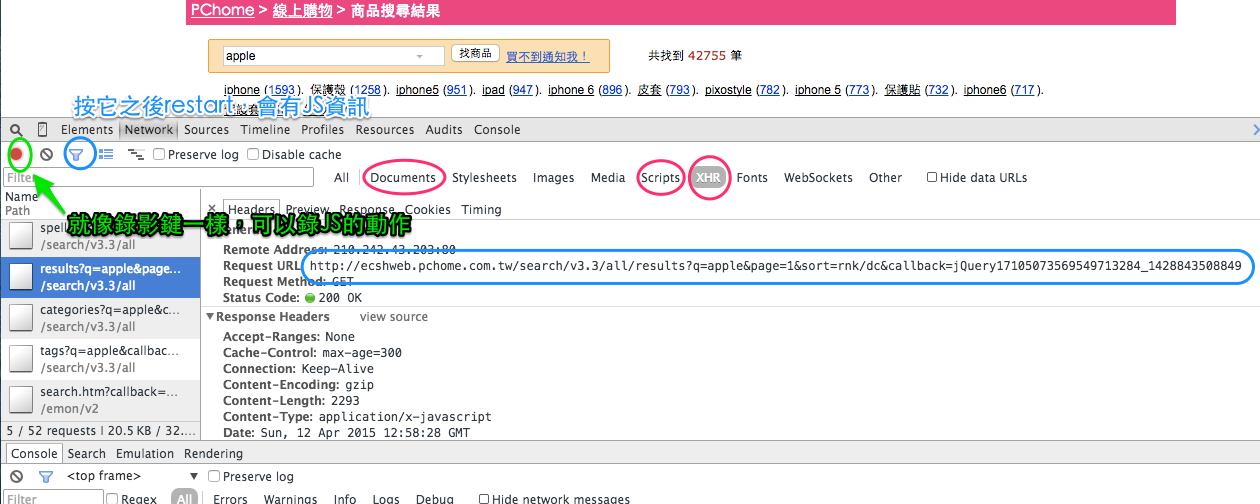 PChome > 線上購物 > 商品搜尋結果
apple 找商品 買不到通知我！ 共找到 42755 筆
iphone (1593). 保護殼 (1258). iphone5 (951). ipad (947). iphone 6 (896). 皮套 (793). pixostyle (782). iphone 5 (773). 保護貼 (732). iphone6 (717).
按它之後restart，會有JS資訊
Elements Network Sources Timeline Profiles Resources Audits Console
Preserve log Disable cache
Filter All Documents Stylesheets Images Media Scripts XHR Fonts WebSockets Other Hide data URLs
Name
Path
× Headers Preview Response Cookies Timing
就像錄影鍵一樣，可以錄JS的動作
spell
/search/v3.3/all
results?q=apple&page...
/search/v3.3/all
categories?q=apple&c...
/search/v3.3/all
tags?q=apple&callbac...
/search/v3.3/all
search.htm?callback=...
/emon/v2
5 / 52 requests | 20.5 KB / 32....
General
Remote Address: 210.242.43.203:80
Request URL: http://ecshweb.pchome.com.tw/search/v3.3/all/results?q=apple&page=1&sort=rnk/dc&callback=jQuery17105073569549713284_1428843508849
Request Method: GET
Status Code: 200 OK
Response Headers view source
Accept-Ranges: None
Cache-Control: max-age=300
Connection: Keep-Alive
Content-Encoding: gzip
Content-Length: 2293
Content-Type: application/x-javascript
Date: Sun, 12 Apr 2015 12:58:28 GMT
Console Search Emulation Rendering
<top frame> Preserve log
Filter Regex All Errors Warnings Info Logs Debug Hide network messages